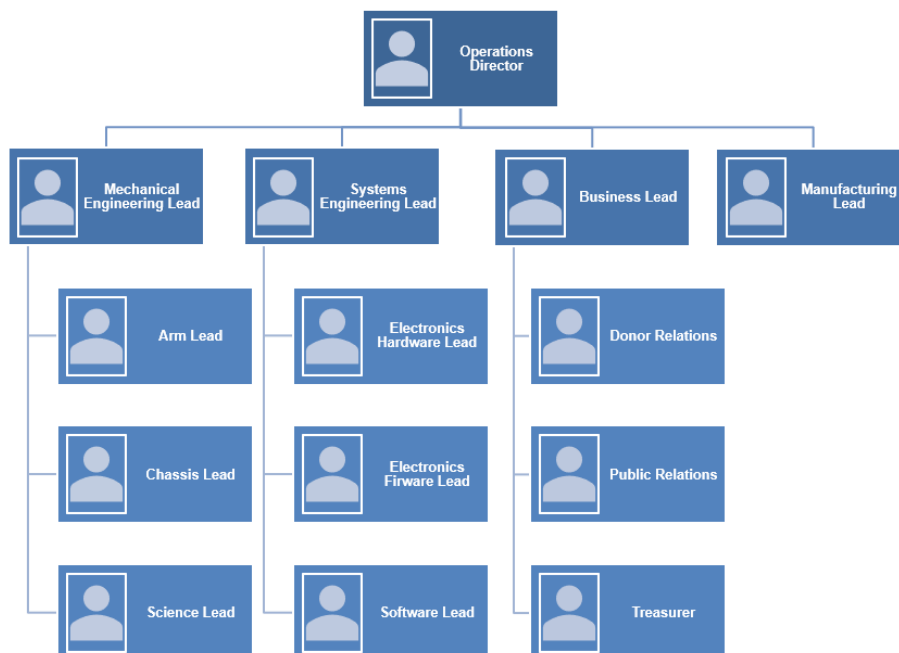 Operations
Director
Mechanical
Engineering Lead
Systems
Engineering Lead
Business Lead
Manufacturing
Lead
Arm Lead
Electronics
Hardware Lead
Donor Relations
Chassis Lead
Electronics
Firware Lead
Public Relations
Science Lead
Software Lead
Treasurer